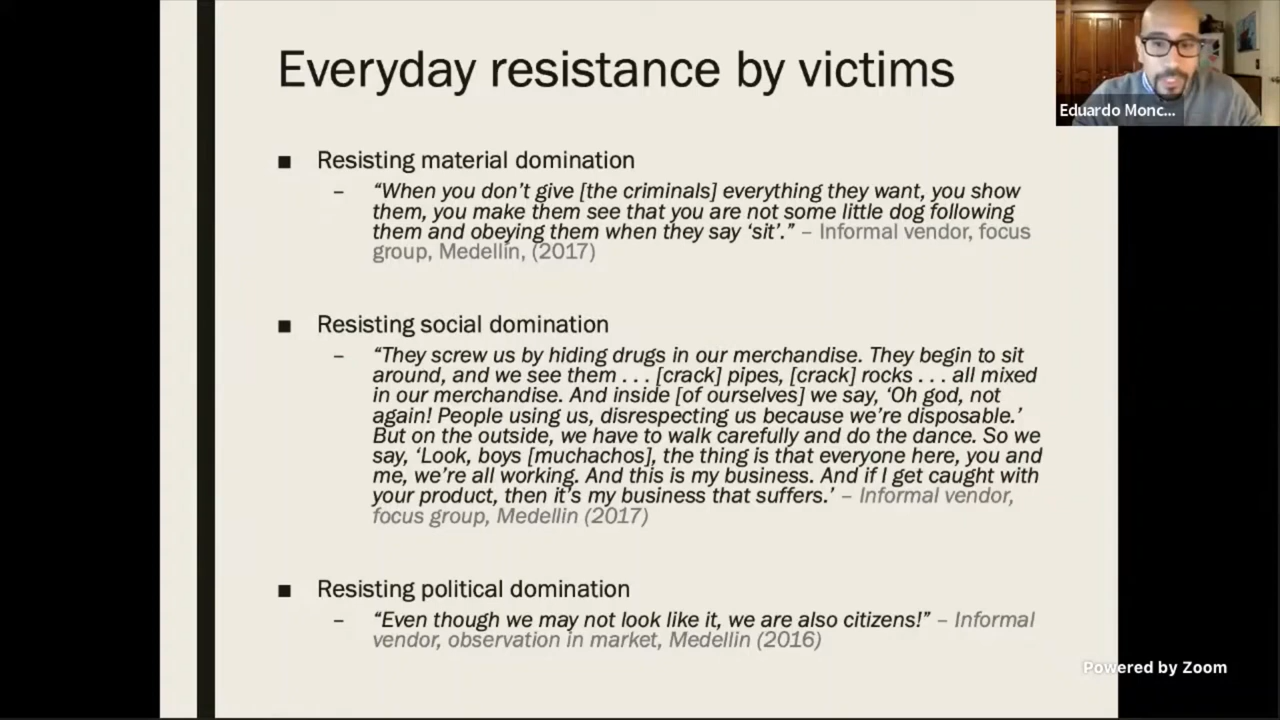 Everyday resistance by victims
Eduardo Monc...
■ Resisting material domination
– “When you don’t give [the criminals] everything they want, you show
them, you make them see that you are not some little dog following
them and obeying them when they say ‘sit’.” – Informal vendor, focus
group, Medellin, (2017)
■ Resisting social domination
– “They screw us by hiding drugs in our merchandise. They begin to sit
around, and we see them . . . [crack] pipes, [crack] rocks . . . all mixed
in our merchandise. And inside [of ourselves] we say, ‘Oh god, not
again! People using us, disrespecting us because we’re disposable.’
But on the outside, we have to walk carefully and do the dance. So we
say, ‘Look, boys [muchachos], the thing is that everyone here, you and
me, we’re all working. And this is my business. And if I get caught with
your product, then it’s my business that suffers.’ – Informal vendor,
focus group, Medellin (2017)
■ Resisting political domination
– “Even though we may not look like it, we are also citizens!” – Informal
vendor, observation in market, Medellin (2016)
Powered by Zoom